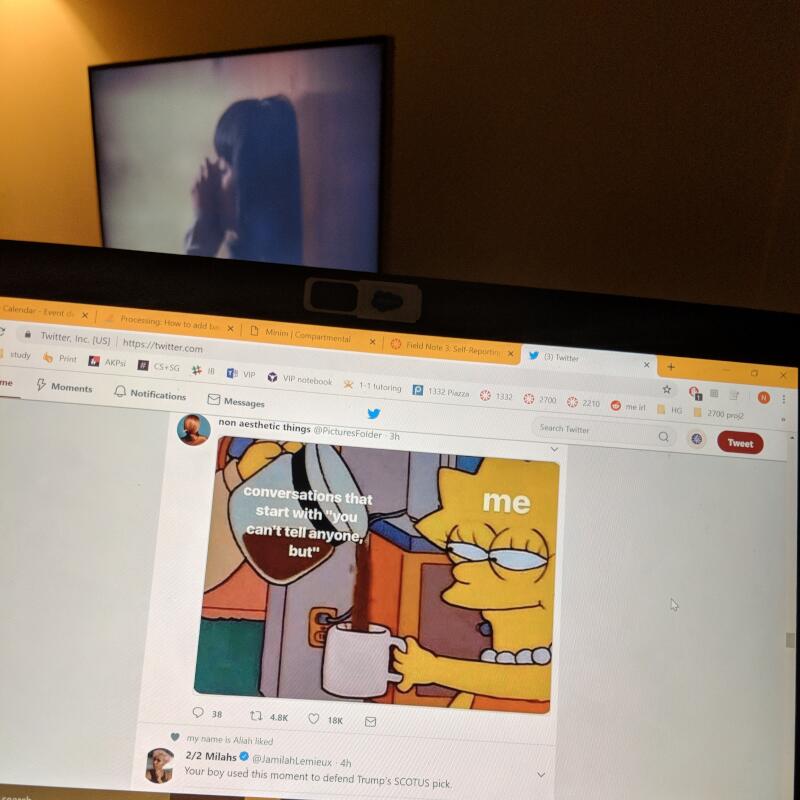 Calendar - Event d
Processing: How to add ba
Minim | Compartmental
Field Note 3: Self-Reportin
(3) Twitter
Twitter, Inc. [US]
https://twitter.com
study
Print
AKPsi
CS+SG
IB
VIP
VIP notebook
1-1 tutoring
1332 Piazza
1332
2700
2210
me irl
HG
2700 proj2
me
Moments
Notifications
Messages
Search Twitter
Tweet
non aesthetic things @PicturesFolder · 3h
conversations that
start with "you
can't tell anyone,
but"
me
38
4.8K
18K
my name is Aliah liked
2/2 Milahs @JamilahLemieux · 4h
Your boy used this moment to defend Trump's SCOTUS pick.
search